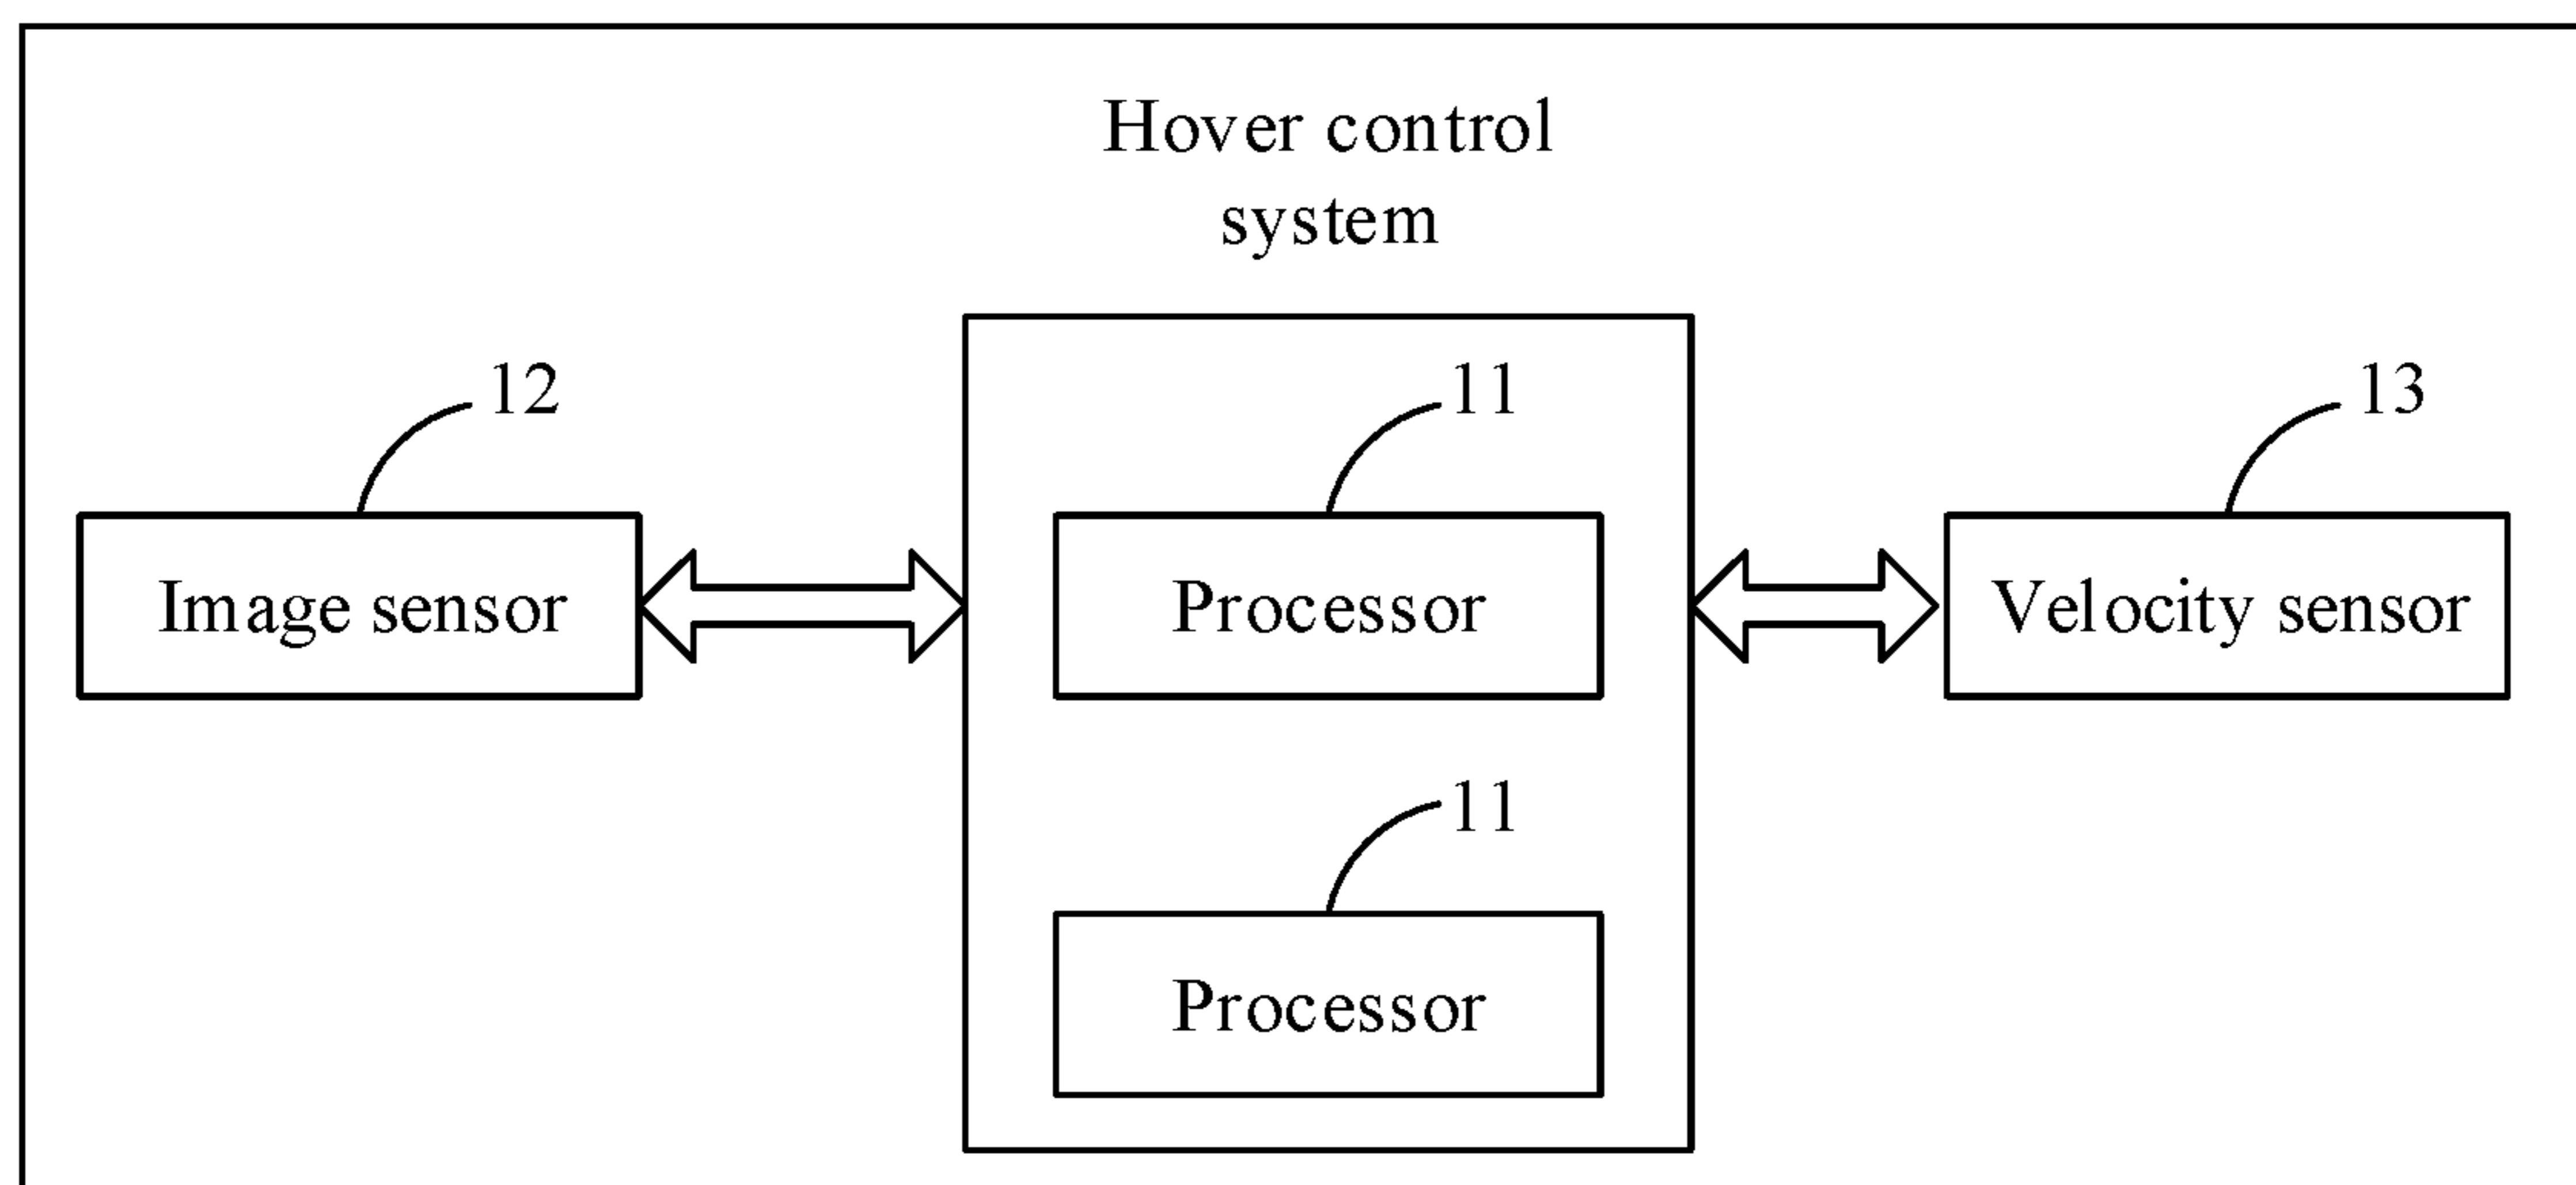 Hover control
system
12
11
13
Image sensor
Processor
Velocity sensor
11
Processor